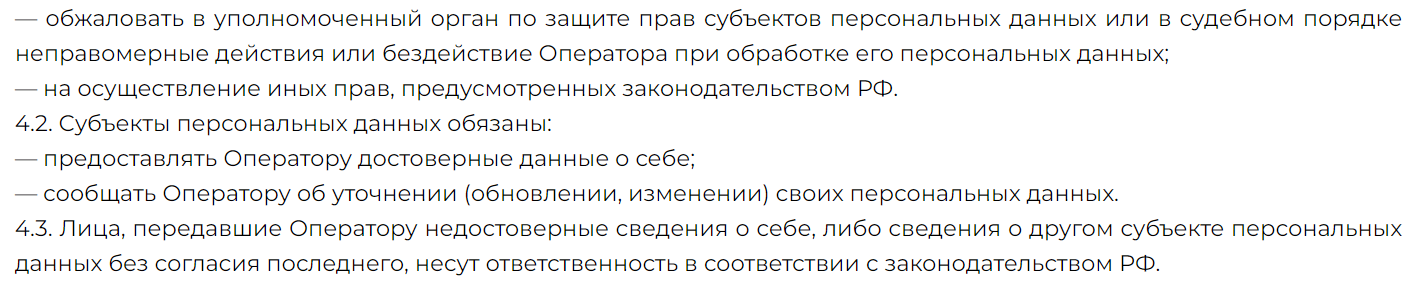 — обжаловать в уполномоченный орган по защите прав субъектов персональных данных или в судебном порядке
неправомерные действия или бездействие Оператора при обработке его персональных данных;
— на осуществление иных прав, предусмотренных законодательством РФ.
4.2. Субъекты персональных данных обязаны:
— предоставлять Оператору достоверные данные о себе;
— сообщать Оператору об уточнении (обновлении, изменении) своих персональных данных.
4.3. Лица, передавшие Оператору недостоверные сведения о себе, либо сведения о другом субъекте персональных
данных без согласия последнего, несут ответственность в соответствии с законодательством РФ.